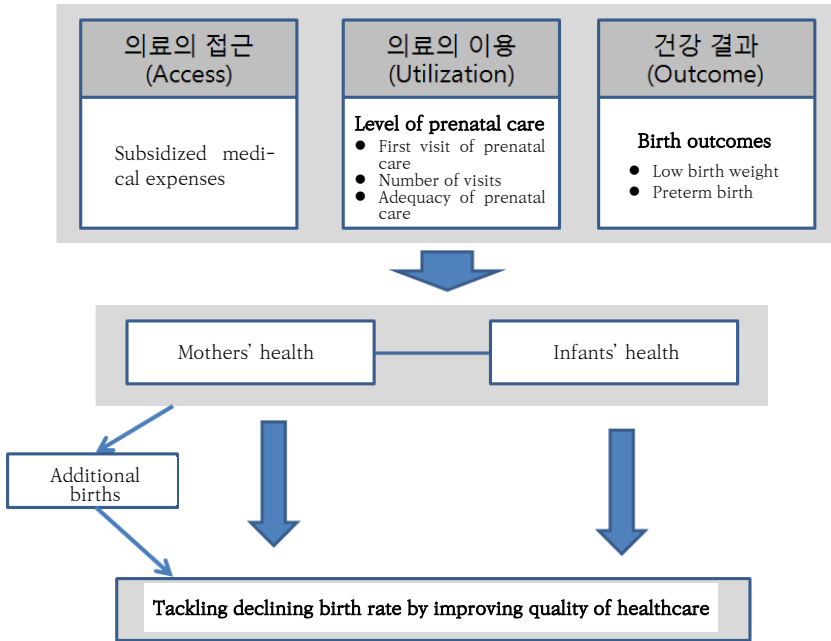 의료의 접근
(Access)
Subsidized medi-
cal expenses
의료의 이용
(Utilization)
Level of prenatal care
● First visit of prenatal
care
● Number of visits
● Adequacy of prenatal
care
건강 결과
(Outcome)
Birth outcomes
● Low birth weight
● Preterm birth
Mothers’ health
Infants’ health
Additional
births
Tackling declining birth rate by improving quality of healthcare